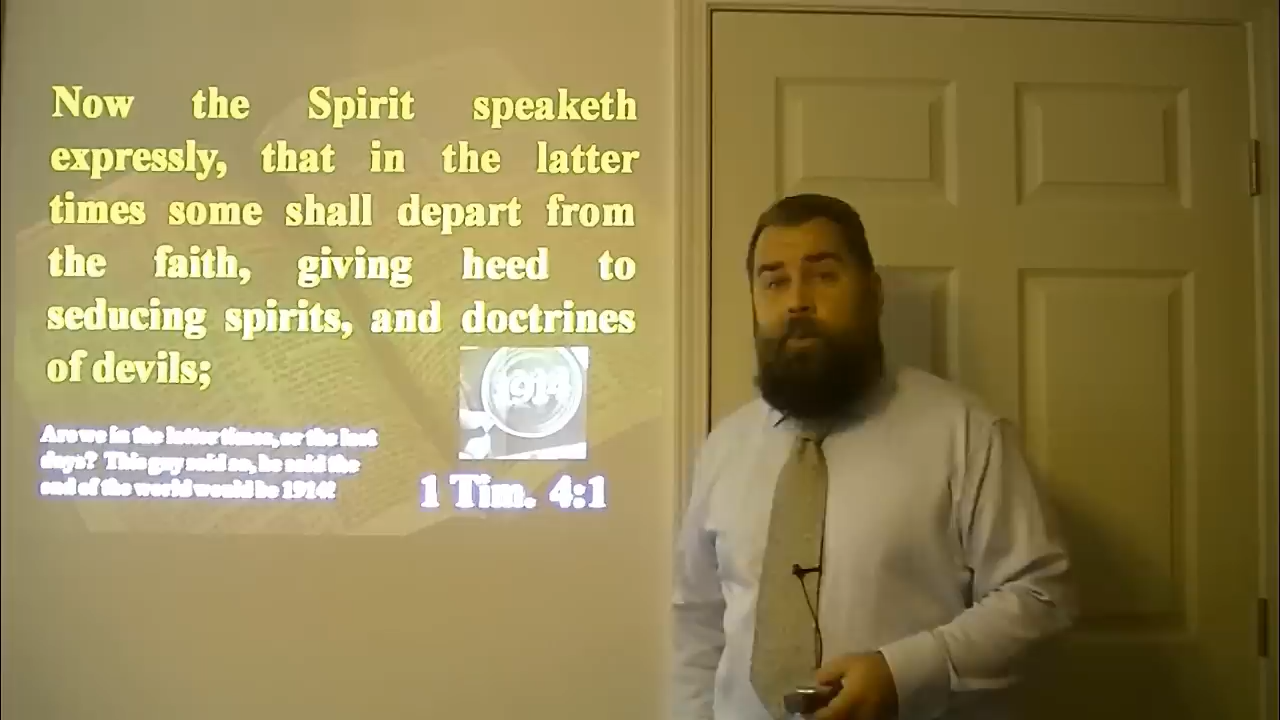 Now the Spirit speaketh
expressly, that in the latter
times some shall depart from
the faith, giving heed to
seducing spirits, and doctrines
of devils;
1914
Are we in the latter times, or the last
days? This guy said so, he said the
end of the world would be 1914!
1 Tim. 4:1